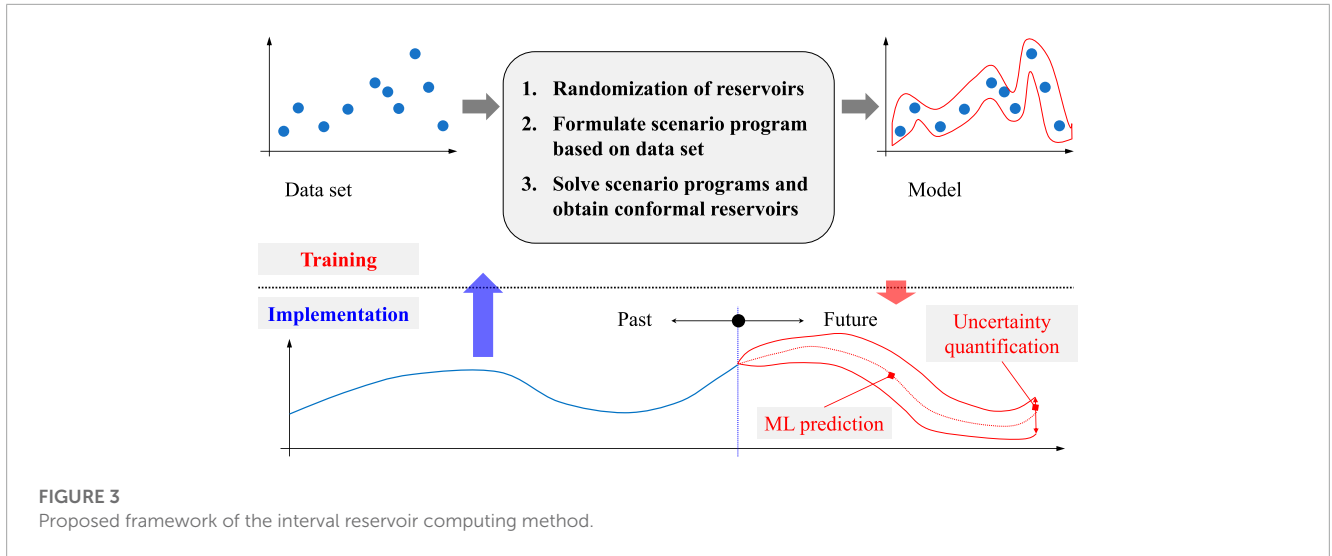 1. Randomization of reservoirs
2. Formulate scenario program
based on data set
3. Solve scenario programs and
obtain conformal reservoirs
Data set
Model
Training
Implementation
Past
Future
Uncertainty
quantification
ML prediction
FIGURE 3
Proposed framework of the interval reservoir computing method.